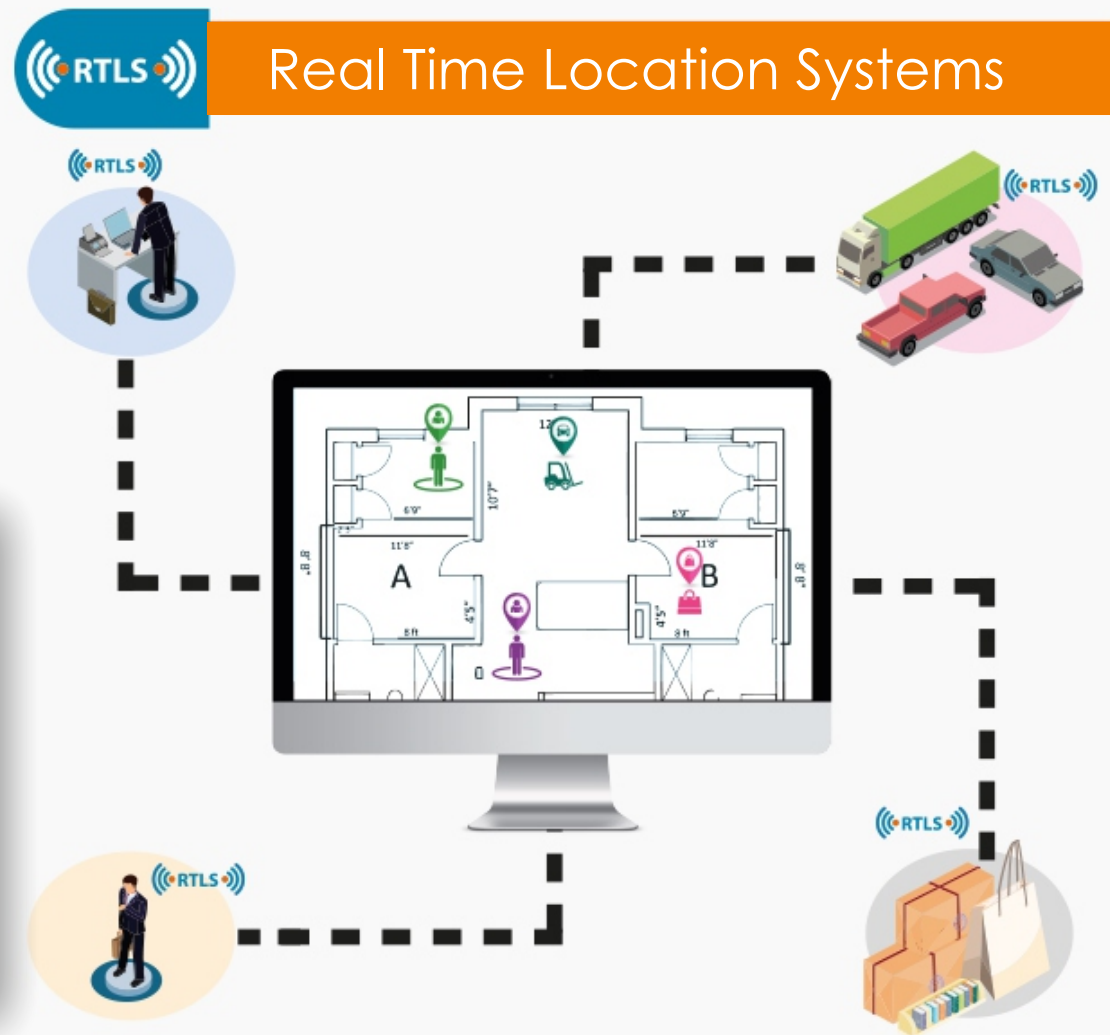 RTLS
Real Time Location Systems
RTLS
RTLS
10'7"
6'9"
6'9"
11'8"
11'8"
8'8"
8'8"
A
B
4'5"
4'5"
8 ft
8 ft
RTLS
RTLS